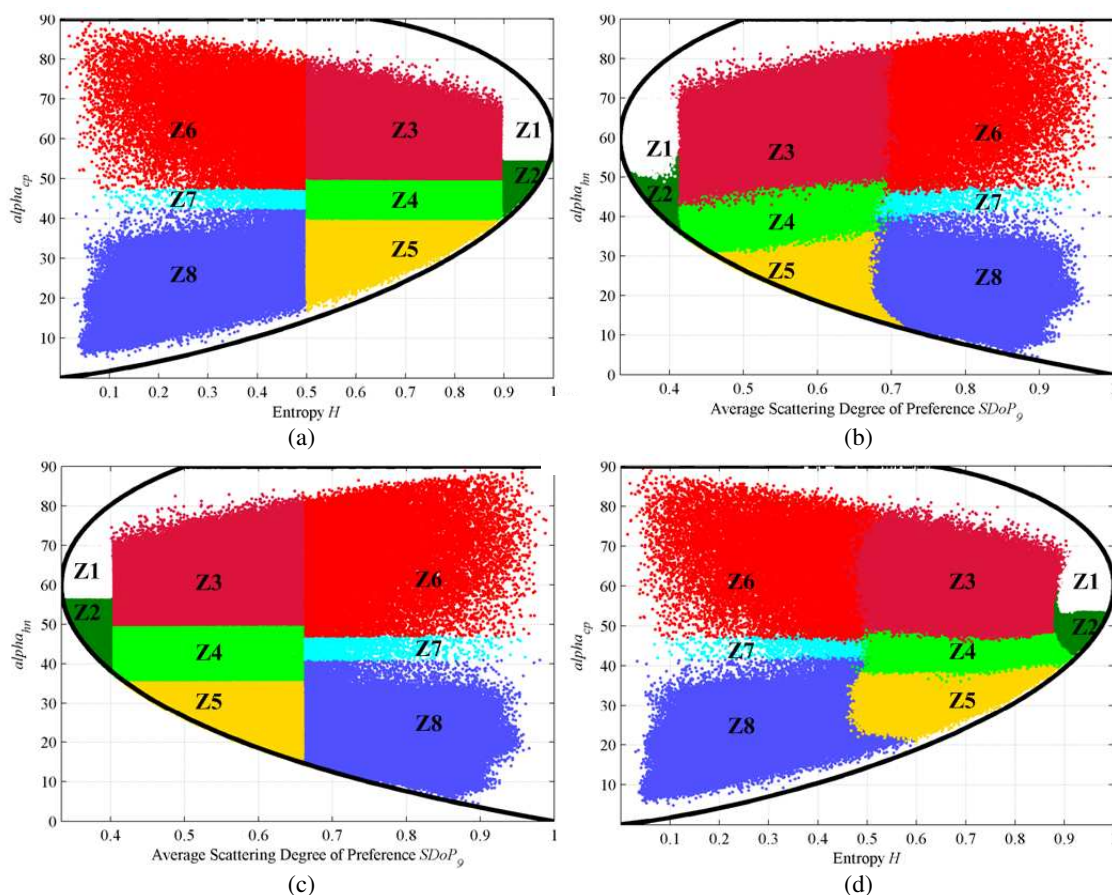 90
80
70
60
50
40
30
20
10
alpha_cp
Z6
Z3
Z1
Z2
Z7
Z4
Z5
Z8
0.1 0.2 0.3 0.4 0.5 0.6 0.7 0.8 0.9 1
Entropy H
(a)
90
80
70
60
50
40
30
20
10
0
alpha_hn
Z1
Z2
Z3
Z6
Z4
Z7
Z5
Z8
0.4 0.5 0.6 0.7 0.8 0.9
Average Scattering Degree of Preference SDoP_9
(b)
90
80
70
60
50
40
30
20
10
0
alpha_hn
Z1
Z2
Z3
Z6
Z4
Z7
Z5
Z8
0.4 0.5 0.6 0.7 0.8 0.9 1
Average Scattering Degree of Preference SDoP_9
(c)
90
80
70
60
50
40
30
20
10
0
alpha_cp
Z6
Z3
Z1
Z2
Z7
Z4
Z5
Z8
0.1 0.2 0.3 0.4 0.5 0.6 0.7 0.8 0.9
Entropy H
(d)